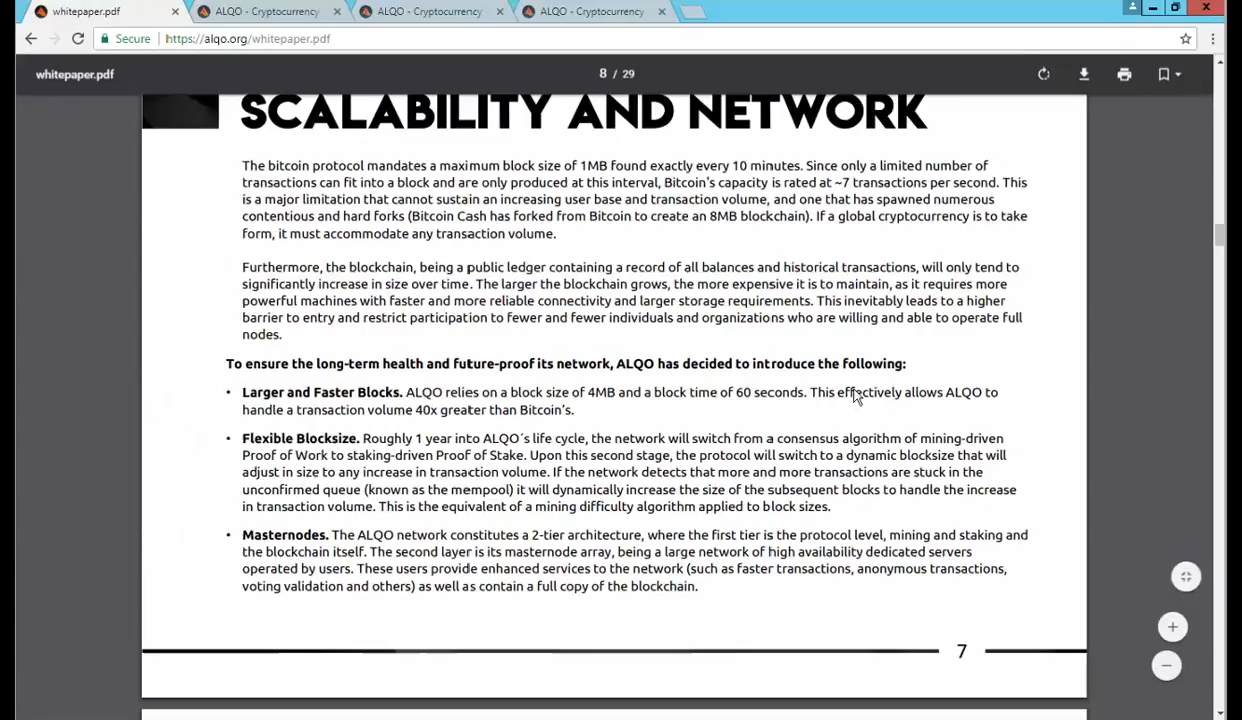 whitepaper.pdf
ALQO - Cryptocurrency
ALQO - Cryptocurrency
ALQO - Cryptocurrency
Secure
https://alqo.org/whitepaper.pdf
whitepaper.pdf
8 / 29
SCALABILITY AND NETWORK
The bitcoin protocol mandates a maximum block size of 1MB found exactly every 10 minutes. Since only a limited number of
transactions can fit into a block and are only produced at this interval, Bitcoin's capacity is rated at ~7 transactions per second. This
is a major limitation that cannot sustain an increasing user base and transaction volume, and one that has spawned numerous
contentious and hard forks (Bitcoin Cash has forked from Bitcoin to create an 8MB blockchain). If a global cryptocurrency is to take
form, it must accommodate any transaction volume.
Furthermore, the blockchain, being a public ledger containing a record of all balances and historical transactions, will only tend to
significantly increase in size over time. The larger the blockchain grows, the more expensive it is to maintain, as it requires more
powerful machines with faster and more reliable connectivity and larger storage requirements. This inevitably leads to a higher
barrier to entry and restrict participation to fewer and fewer individuals and organizations who are willing and able to operate full
nodes.
To ensure the long-term health and future-proof its network, ALQO has decided to introduce the following:
• Larger and Faster Blocks. ALQO relies on a block size of 4MB and a block time of 60 seconds. This effectively allows ALQO to
handle a transaction volume 40x greater than Bitcoin's.
• Flexible Blocksize. Roughly 1 year into ALQO´s life cycle, the network will switch from a consensus algorithm of mining-driven
Proof of Work to staking-driven Proof of Stake. Upon this second stage, the protocol will switch to a dynamic blocksize that will
adjust in size to any increase in transaction volume. If the network detects that more and more transactions are stuck in the
unconfirmed queue (known as the mempool) it will dynamically increase the size of the subsequent blocks to handle the increase
in transaction volume. This is the equivalent of a mining difficulty algorithm applied to block sizes.
• Masternodes. The ALQO network constitutes a 2-tier architecture, where the first tier is the protocol level, mining and staking and
the blockchain itself. The second layer is its masternode array, being a large network of high availability dedicated servers
operated by users. These users provide enhanced services to the network (such as faster transactions, anonymous transactions,
voting validation and others) as well as contain a full copy of the blockchain.
7